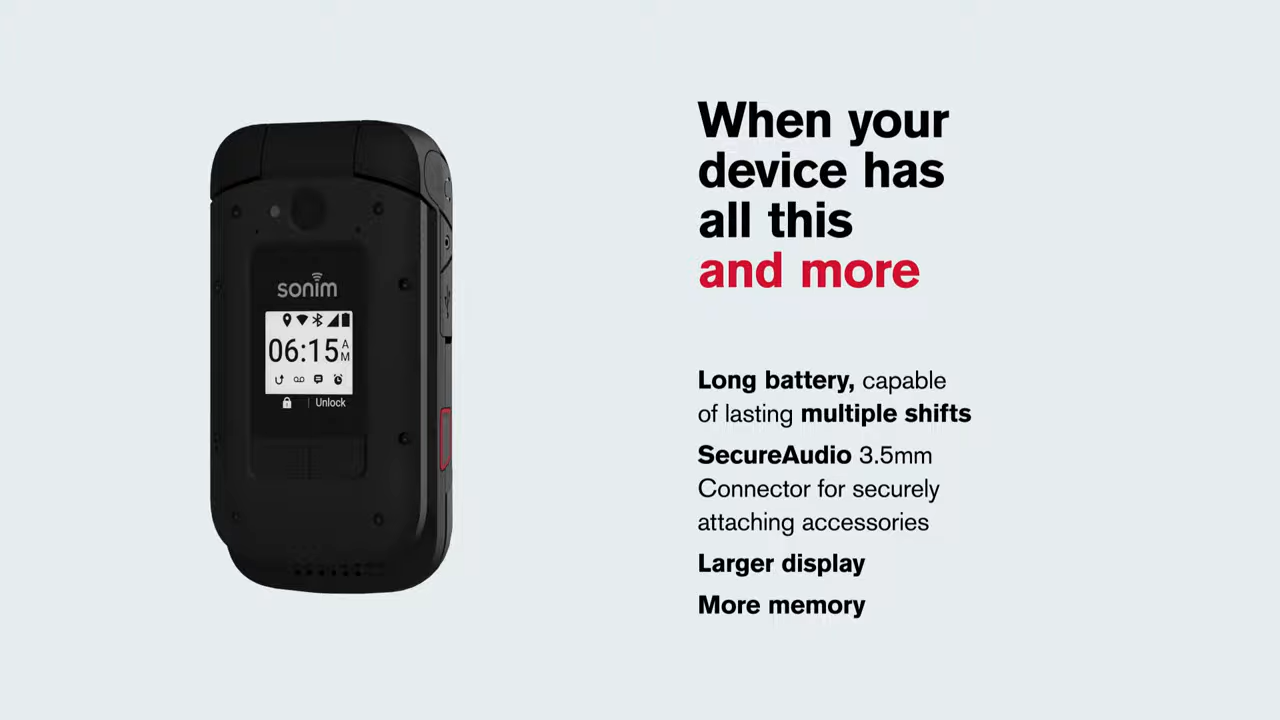 sonim
06:15 AM
Unlock
When your
device has
all this
and more
Long battery, capable
of lasting multiple shifts
SecureAudio 3.5mm
Connector for securely
attaching accessories
Larger display
More memory